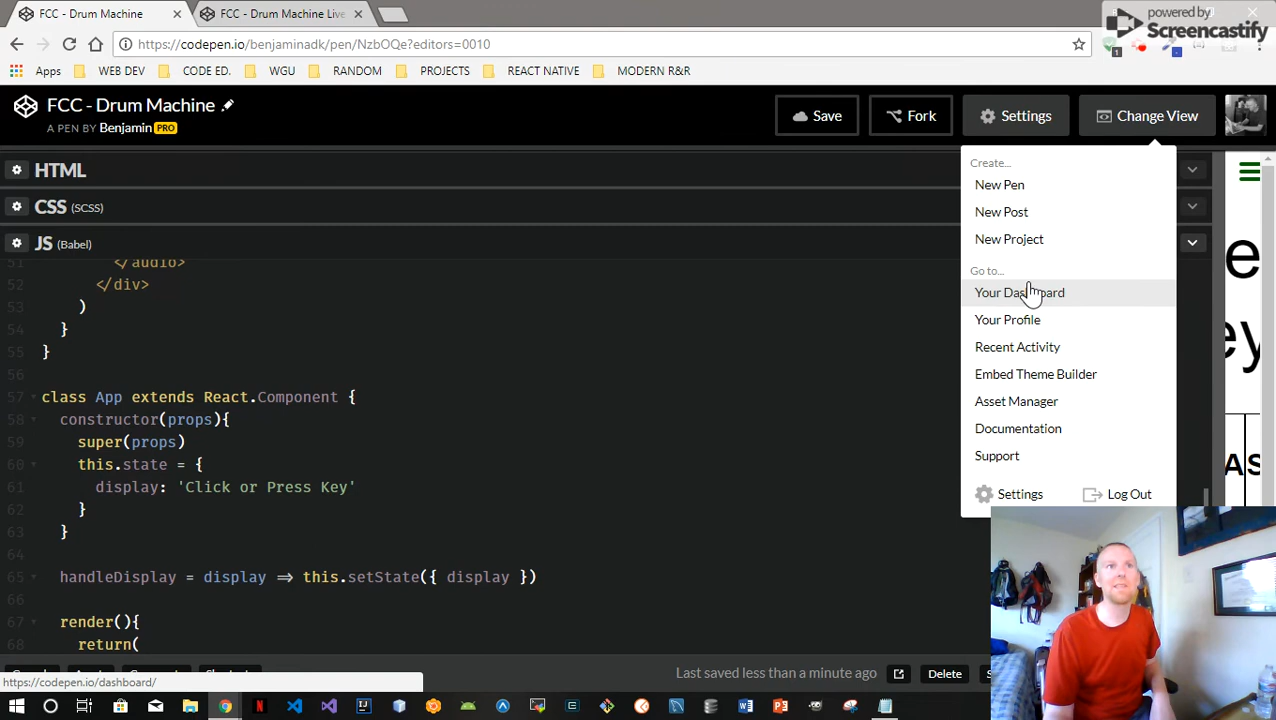 FCC - Drum Machine
FCC - Drum Machine Live
powered by
Screencastify
https://codepen.io/benjaminadk/pen/NzbOQe?editors=0010
Apps
WEB DEV
CODE ED.
WGU
RANDOM
PROJECTS
REACT NATIVE
MODERN R&R
FCC - Drum Machine
A PEN BY Benjamin PRO
Save
Fork
Settings
Change View
HTML
CSS (SCSS)
JS (Babel)
Create...
New Pen
New Post
New Project
Go to...
Your Dashboard
Your Profile
Recent Activity
Embed Theme Builder
Asset Manager
Documentation
Support
Settings
Log Out
51 </audio>
52 </div>
53 )
54 }
55 }
56
57 class App extends React.Component {
58 constructor(props){
59 super(props)
60 this.state = {
61 display: 'Click or Press Key'
62 }
63 }
64
65 handleDisplay = display => this.setState({ display })
66
67 render(){
68 return(
Last saved less than a minute ago
Delete
https://codepen.io/dashboard/